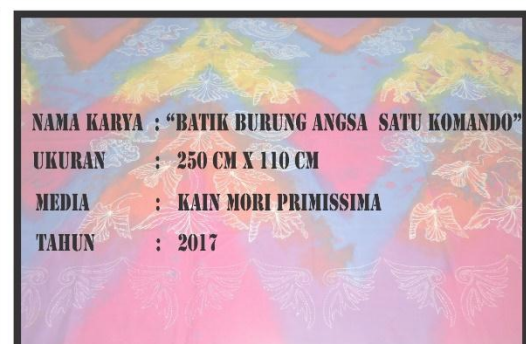 NAMA KARYA : “BATIK BURUNG ANGSA SATU KOMANDO”
UKURAN : 250 CM X 110 CM
MEDIA : KAIN MORI PRIMISSIMA
TAHUN : 2017